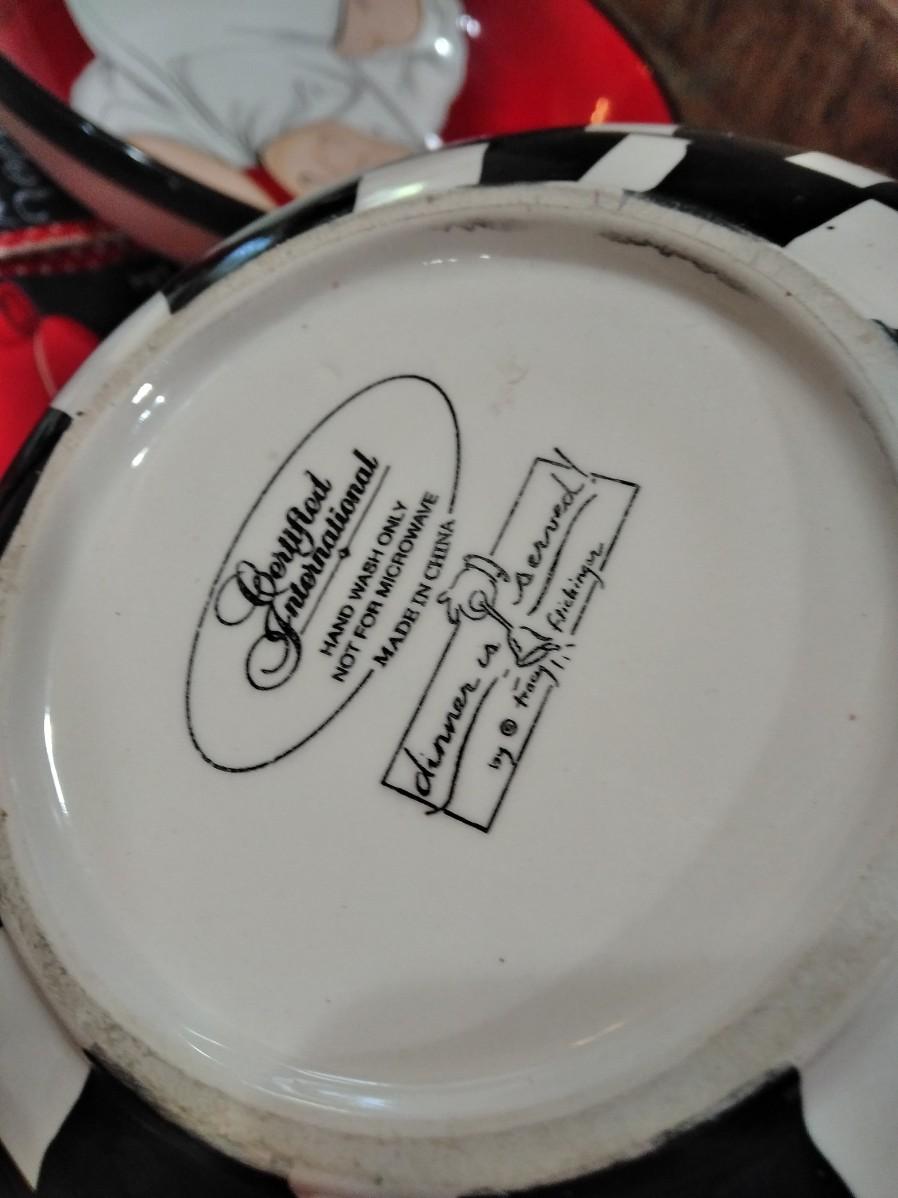 Certified
International
HAND WASH ONLY
NOT FOR MICROWAVE
MADE IN CHINA
dinner is served!
by © tracy flickinger